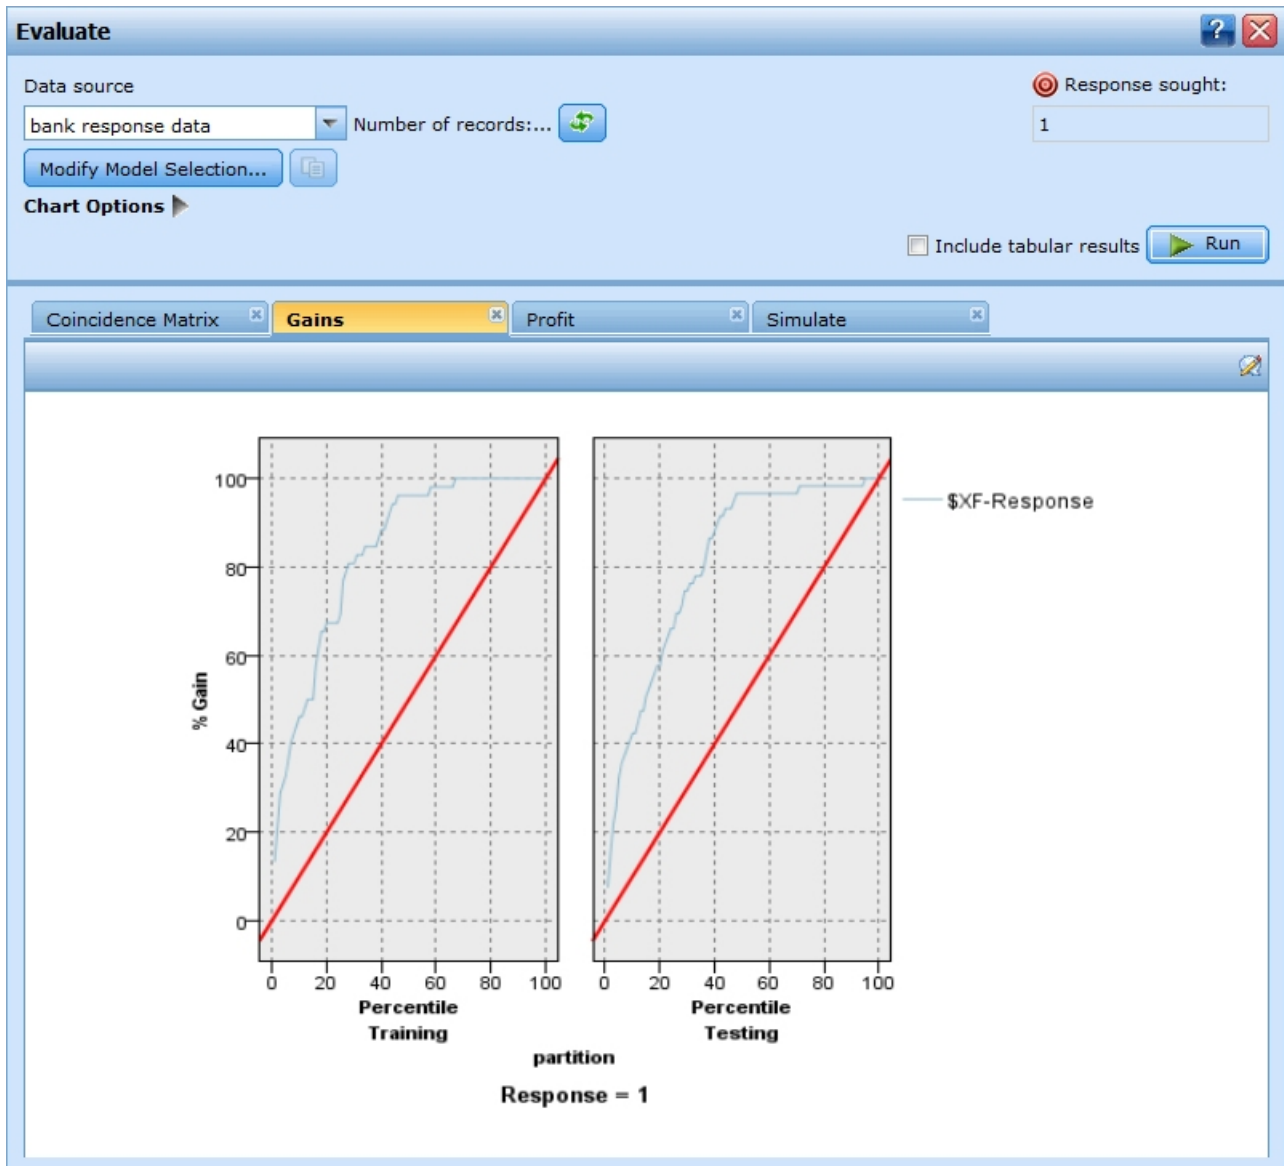 Evaluate
?
Data source
Response sought:
bank response data
Number of records:...
1
Modify Model Selection...
Chart Options
Include tabular results
Run
Coincidence Matrix
Gains
Profit
Simulate
% Gain
100
80
60
40
20
0
0 20 40 60 80 100
0 20 40 60 80 100
$XF-Response
Percentile
Training
Percentile
Testing
partition
Response = 1